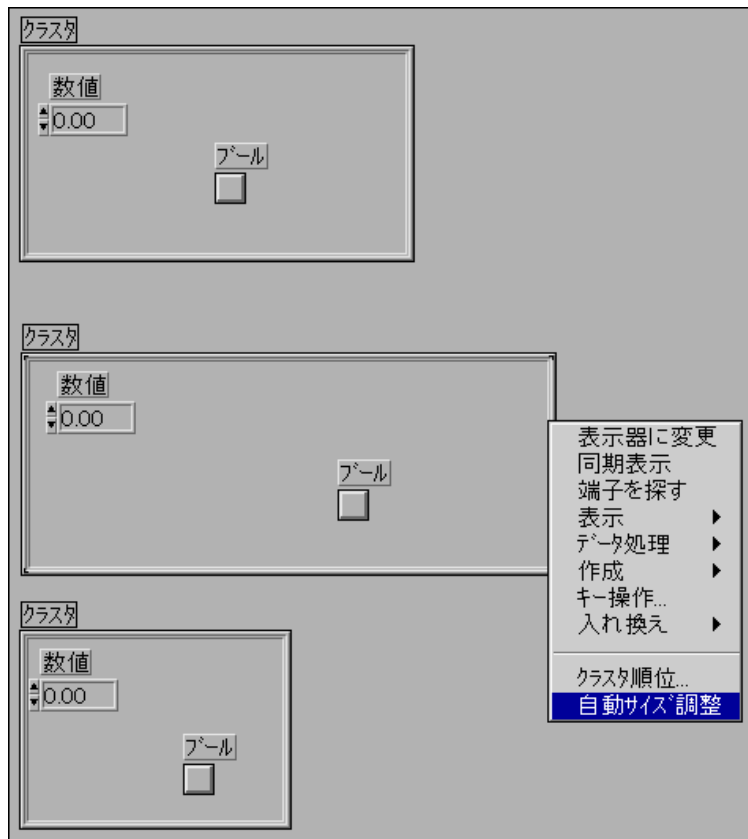 クラスタ
数値
0.00
ブール
クラスタ
数値
0.00
ブール
表示器に変更
同期表示
端子を探す
表示
データ処理
作成
キー操作...
入れ換え
クラスタ順位...
自動サイズ調整
クラスタ
数値
0.00
ブール